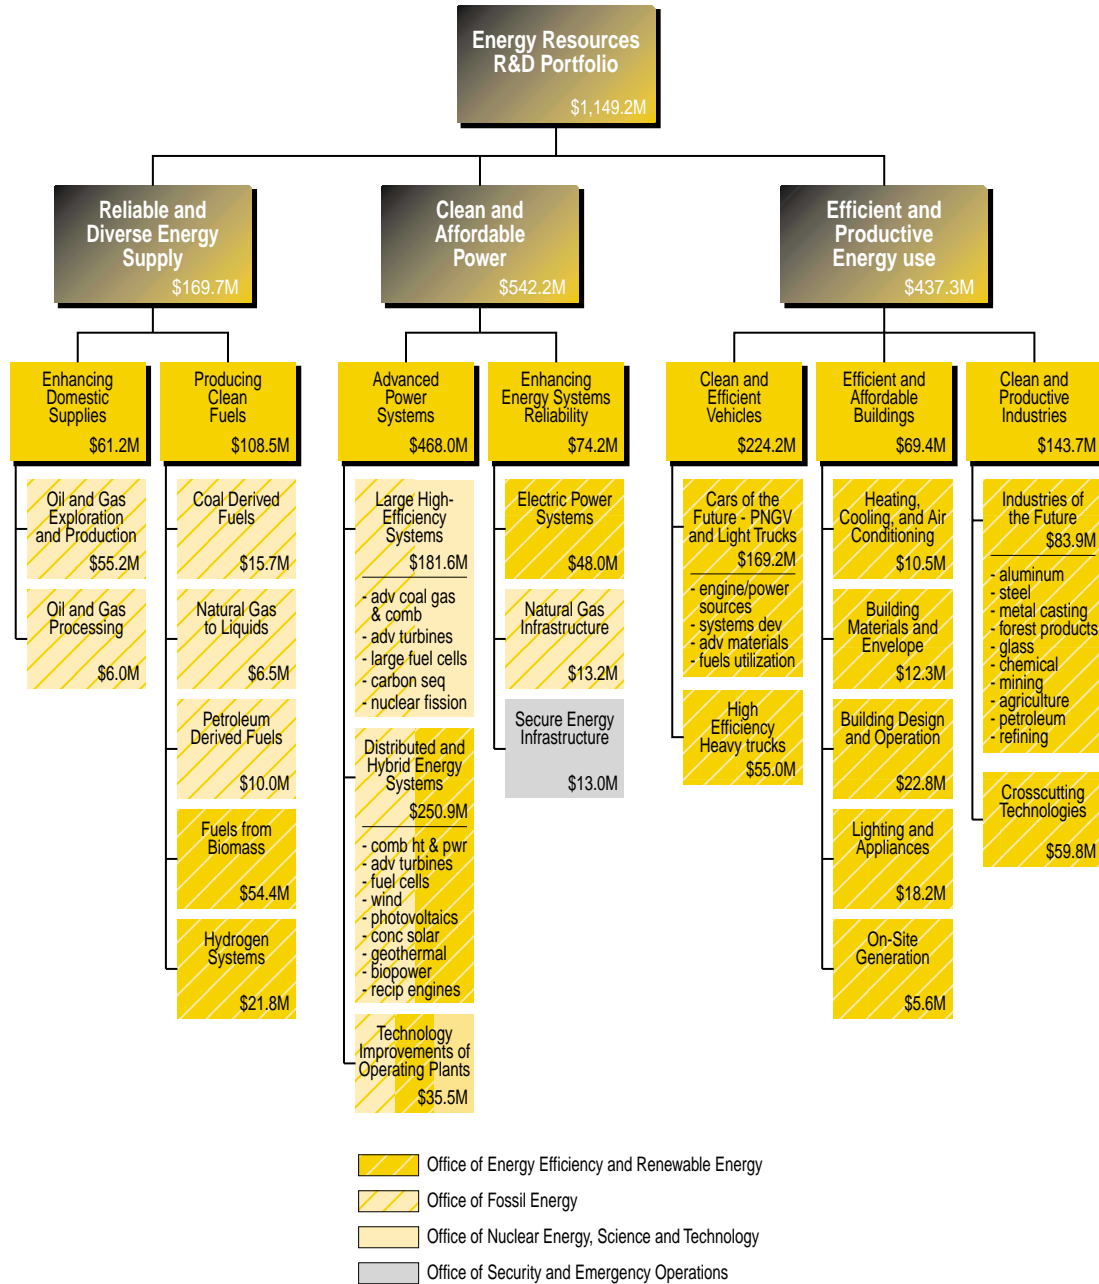 Energy Resources
R&D Portfolio
$1,149.2M
Reliable and
Diverse Energy
Supply
$169.7M
Clean and
Affordable
Power
$542.2M
Efficient and
Productive
Energy use
$437.3M
Enhancing
Domestic
Supplies
$61.2M
Producing
Clean
Fuels
$108.5M
Advanced
Power
Systems
$468.0M
Enhancing
Energy Systems
Reliability
$74.2M
Clean and
Efficient
Vehicles
$224.2M
Efficient and
Affordable
Buildings
$69.4M
Clean and
Productive
Industries
$143.7M
Oil and Gas
Exploration
and Production
$55.2M
Oil and Gas
Processing
$6.0M
Coal Derived
Fuels
$15.7M
Natural Gas
to Liquids
$6.5M
Petroleum
Derived Fuels
$10.0M
Fuels from
Biomass
$54.4M
Hydrogen
Systems
$21.8M
Large High-
Efficiency
Systems
$181.6M
- adv coal gas
& comb
- adv turbines
- large fuel cells
- carbon seq
- nuclear fission
Distributed and
Hybrid Energy
Systems
$250.9M
- comb ht & pwr
- adv turbines
- fuel cells
- wind
- photovoltaics
- conc solar
- geothermal
- biopower
- recip engines
Technology
Improvements of
Operating Plants
$35.5M
Electric Power
Systems
$48.0M
Natural Gas
Infrastructure
$13.2M
Secure Energy
Infrastructure
$13.0M
Cars of the
Future - PNGV
and Light Trucks
$169.2M
- engine/power
sources
- systems dev
- adv materials
- fuels utilization
High
Efficiency
Heavy trucks
$55.0M
Heating,
Cooling, and Air
Conditioning
$10.5M
Building
Materials and
Envelope
$12.3M
Building Design
and Operation
$22.8M
Lighting and
Appliances
$18.2M
On-Site
Generation
$5.6M
Industries of
the Future
$83.9M
- aluminum
- steel
- metal casting
- forest products
- glass
- chemical
- mining
- agriculture
- petroleum
- refining
Crosscutting
Technologies
$59.8M
Office of Energy Efficiency and Renewable Energy
Office of Fossil Energy
Office of Nuclear Energy, Science and Technology
Office of Security and Emergency Operations